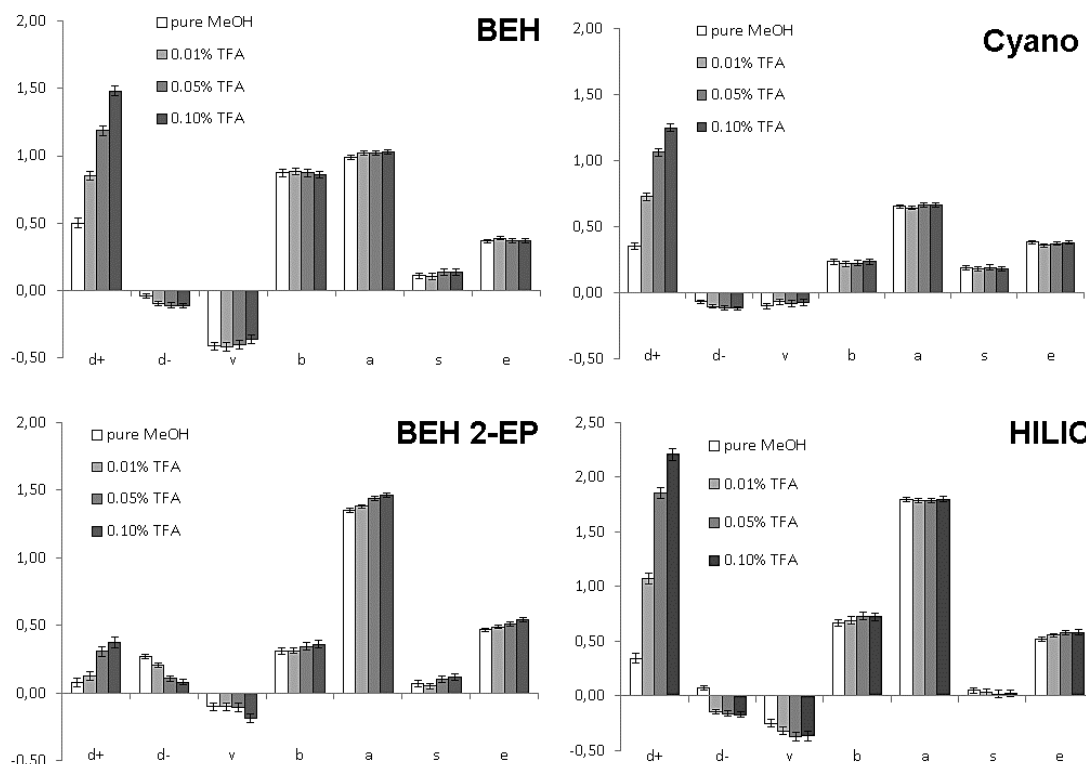 BEH
2,00
pure MeOH
0.01% TFA
0.05% TFA
0.10% TFA
1,50
1,00
0,50
0,00
-0,50
d+ d- v b a s e
Cyano
2,00
pure MeOH
0.01% TFA
0.05% TFA
0.10% TFA
1,50
1,00
0,50
0,00
-0,50
d+ d- v b a s e
BEH 2-EP
2,00
pure MeOH
0.01% TFA
0.05% TFA
0.10% TFA
1,50
1,00
0,50
0,00
-0,50
d+ d- v b a s e
HILIC
2,50
pure MeOH
0.01% TFA
0.05% TFA
0.10% TFA
2,00
1,50
1,00
0,50
0,00
-0,50
d+ d- v b a s e